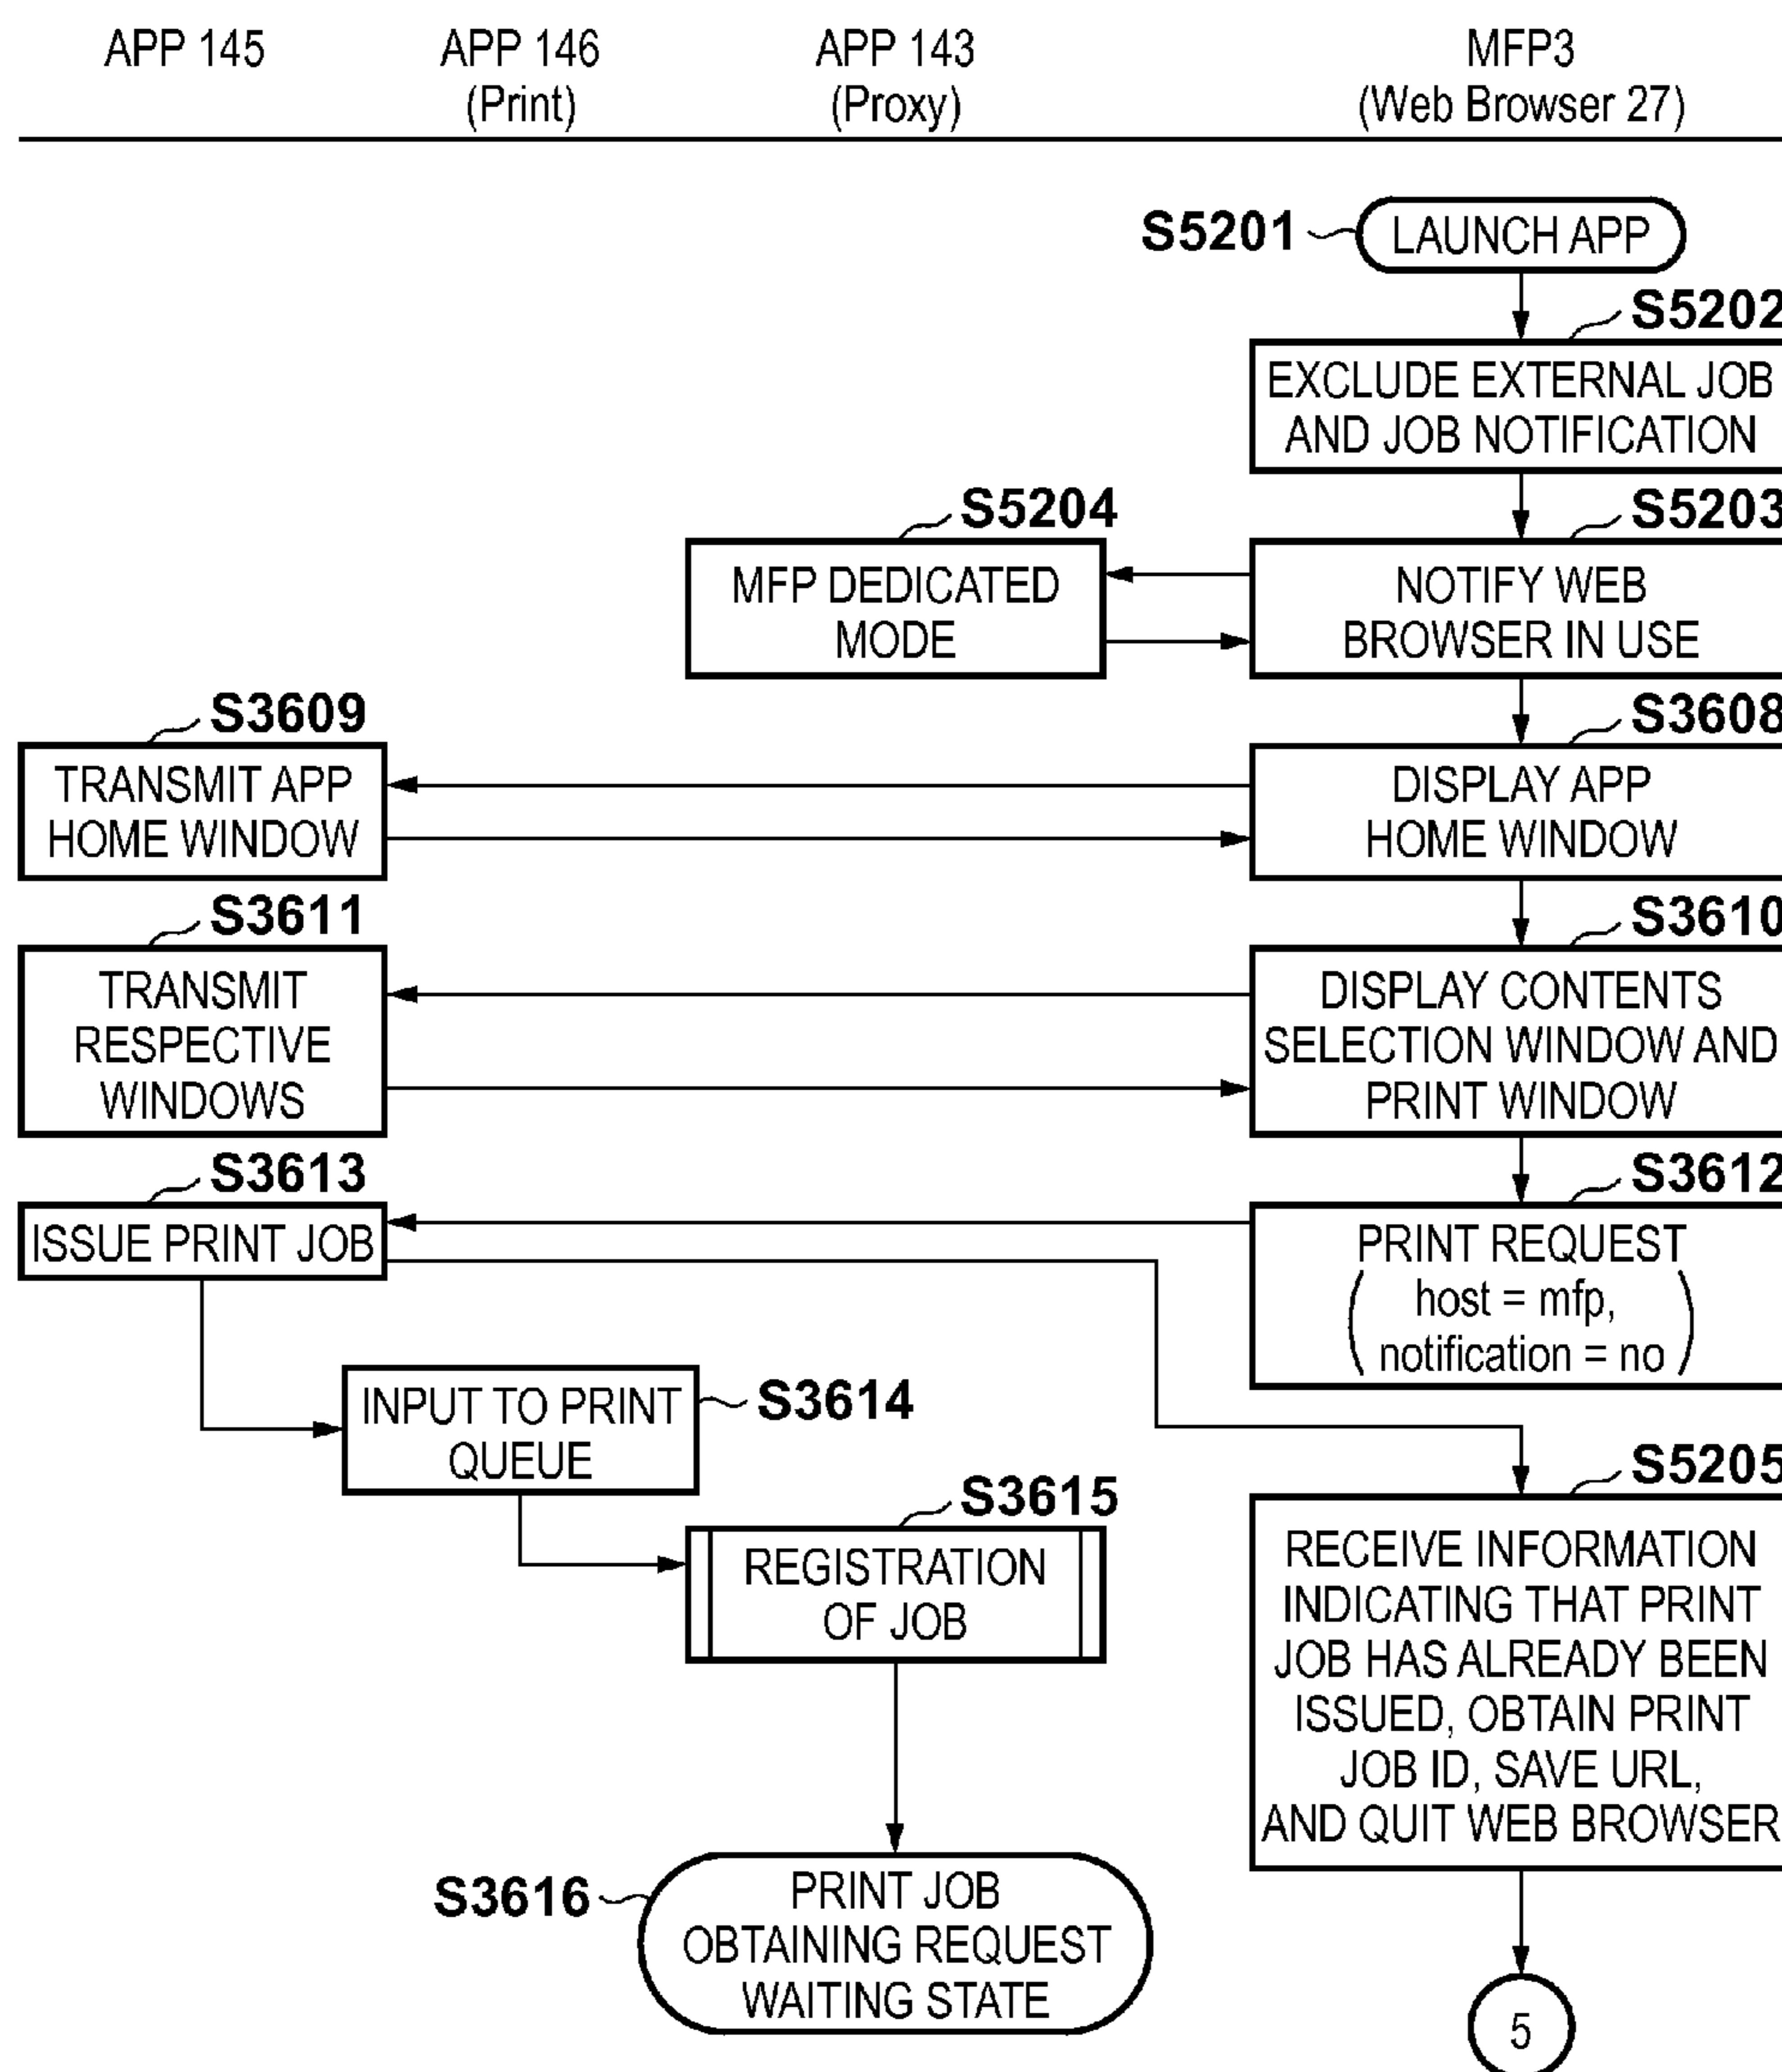 APP 145
APP 146
(Print)
APP 143
(Proxy)
MFP3
(Web Browser 27)
S5201
LAUNCH APP
S5202
EXCLUDE EXTERNAL JOB
AND JOB NOTIFICATION
S5204
MFP DEDICATED
MODE
S5203
NOTIFY WEB
BROWSER IN USE
S3609
TRANSMIT APP
HOME WINDOW
S3608
DISPLAY APP
HOME WINDOW
S3611
TRANSMIT
RESPECTIVE
WINDOWS
S3610
DISPLAY CONTENTS
SELECTION WINDOW AND
PRINT WINDOW
S3613
ISSUE PRINT JOB
S3612
PRINT REQUEST
( host = mfp,
notification = no )
INPUT TO PRINT
QUEUE
S3614
S3615
REGISTRATION
OF JOB
S5205
RECEIVE INFORMATION
INDICATING THAT PRINT
JOB HAS ALREADY BEEN
ISSUED, OBTAIN PRINT
JOB ID, SAVE URL,
AND QUIT WEB BROWSER
S3616
PRINT JOB
OBTAINING REQUEST
WAITING STATE
5